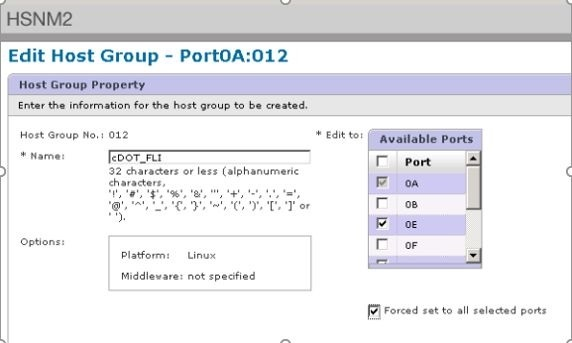 HSNM2
Edit Host Group - Port0A:012
Host Group Property
Enter the information for the host group to be created.
Host Group No.: 012
* Name: cDOT_FLI
32 characters or less (alphanumeric
characters,
'!', '#', '$', '%', '&', ''', '+', '-', '.', '=',
'@', '^', '_', '{', '}', '~', '(', ')', '[', ']' or
' ').
Options:
Platform: Linux
Middleware: not specified
* Edit to:
Available Ports
Port
0A
0B
0E
0F
Forced set to all selected ports